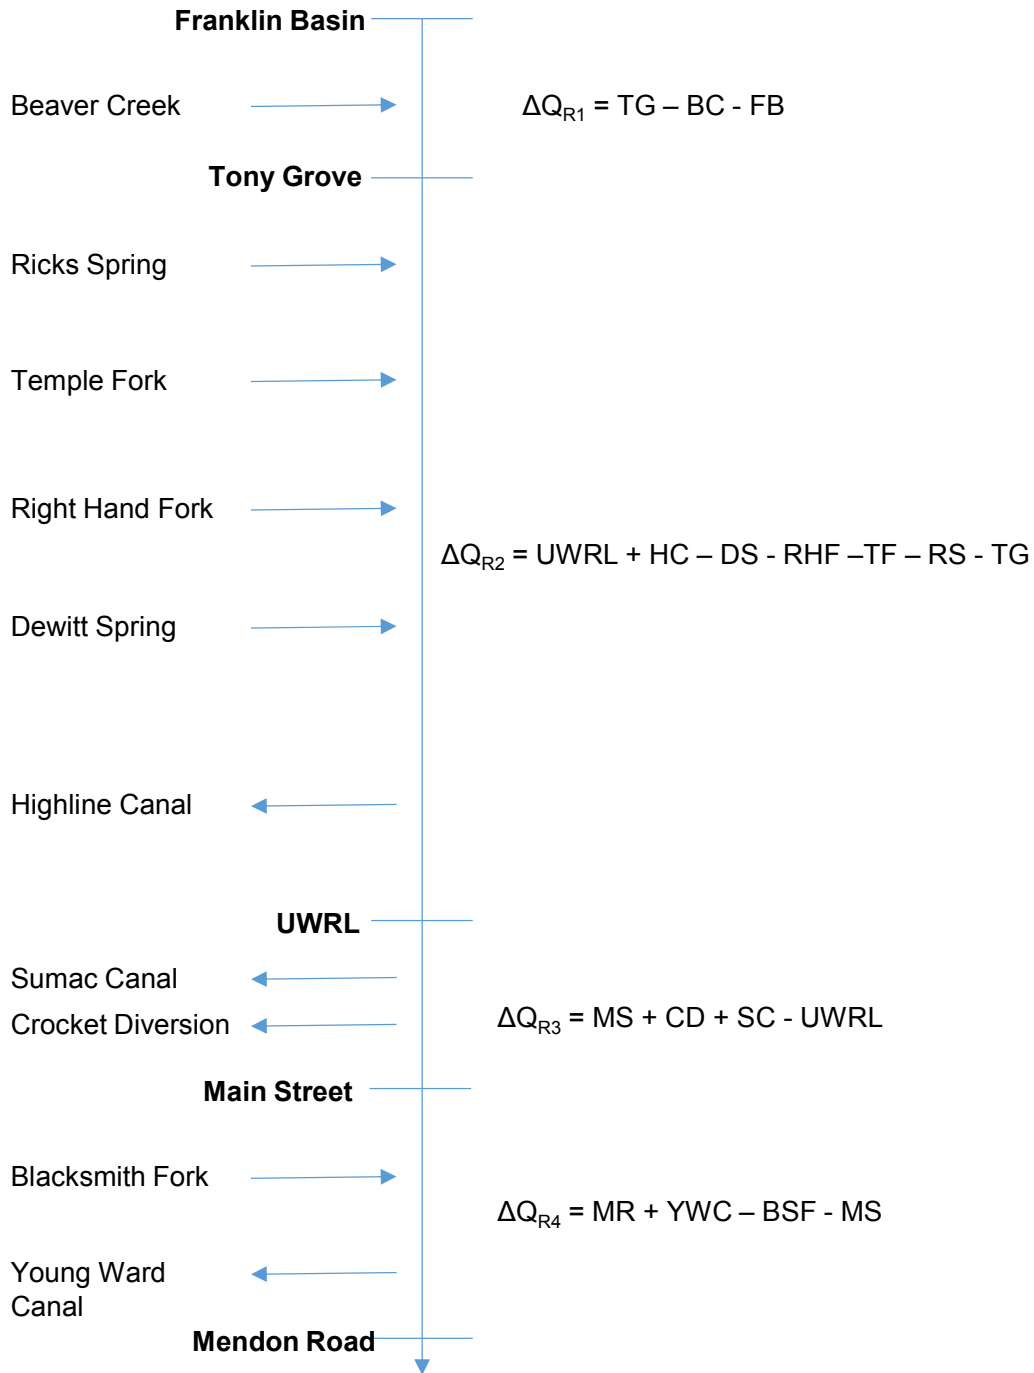 Franklin Basin
Beaver Creek
ΔQR1 = TG – BC - FB
Tony Grove
Ricks Spring
Temple Fork
Right Hand Fork
ΔQR2 = UWRL + HC – DS - RHF –TF – RS - TG
Dewitt Spring
Highline Canal
UWRL
Sumac Canal
Crocket Diversion
ΔQR3 = MS + CD + SC - UWRL
Main Street
Blacksmith Fork
ΔQR4 = MR + YWC – BSF - MS
Young Ward
Canal
Mendon Road